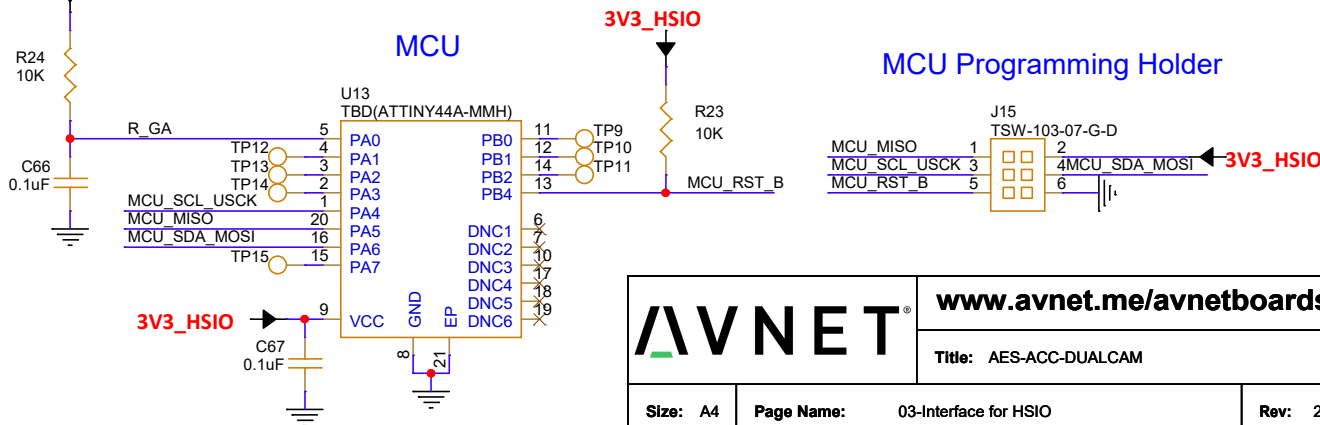 3V3_HSIO
MCU
MCU Programming Holder
R24
10K
U13
TBD(ATTINY44A-MMH)
R23
10K
J15
TSW-103-07-G-D
R_GA
5 PA0
TP12 4 PA1
TP13 3 PA2
TP14 2 PA3
MCU_SCL_USCK 1 PA4
MCU_MISO 20 PA5
MCU_SDA_MOSI 16 PA6
TP15 15 PA7
3V3_HSIO 9 VCC
PB0 11 TP9
PB1 12 TP10
PB2 14 TP11
PB4 13 MCU_RST_B
DNC1 6
DNC2 7
DNC3 10
DNC4 17
DNC5 18
DNC6 19
GND 8
EP 21
C66
0.1uF
C67
0.1uF
MCU_MISO 1 2 3V3_HSIO
MCU_SCL_USCK 3 4 MCU_SDA_MOSI
MCU_RST_B 5 6
AVNET®
www.avnet.me/avnetboards
Title: AES-ACC-DUALCAM
Size: A4 Page Name: 03-Interface for HSIO Rev: 2